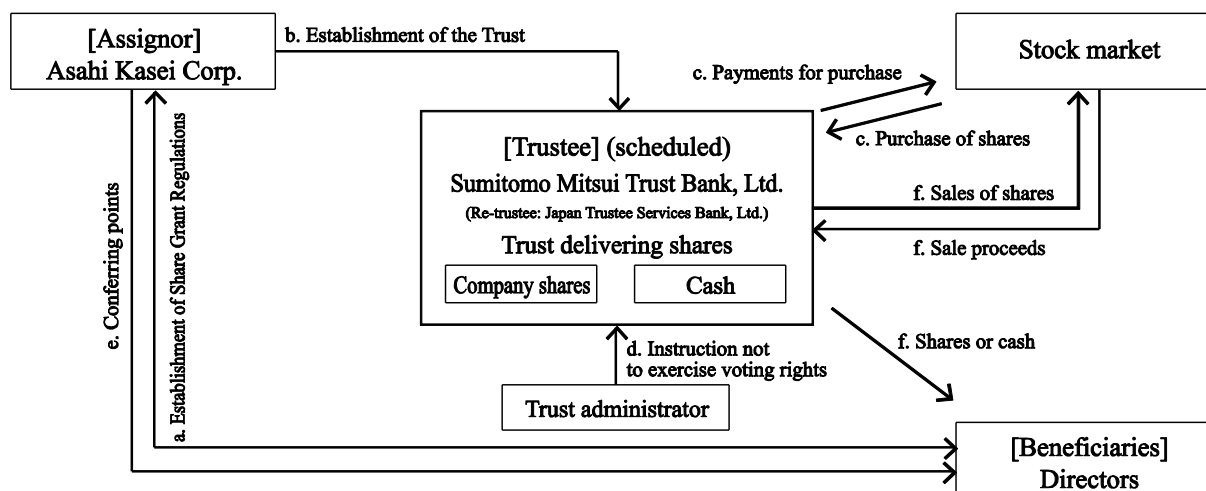 [Assignor]
Asahi Kasei Corp.
b. Establishment of the Trust
Stock market
c. Payments for purchase
c. Purchase of shares
[Trustee] (scheduled)
Sumitomo Mitsui Trust Bank, Ltd.
(Re-trustee: Japan Trustee Services Bank, Ltd.)
Trust delivering shares
Company shares
Cash
f. Sales of shares
f. Sale proceeds
e. Conferring points
a. Establishment of Share Grant Regulations
d. Instruction not
to exercise voting rights
f. Shares or cash
Trust administrator
[Beneficiaries]
Directors